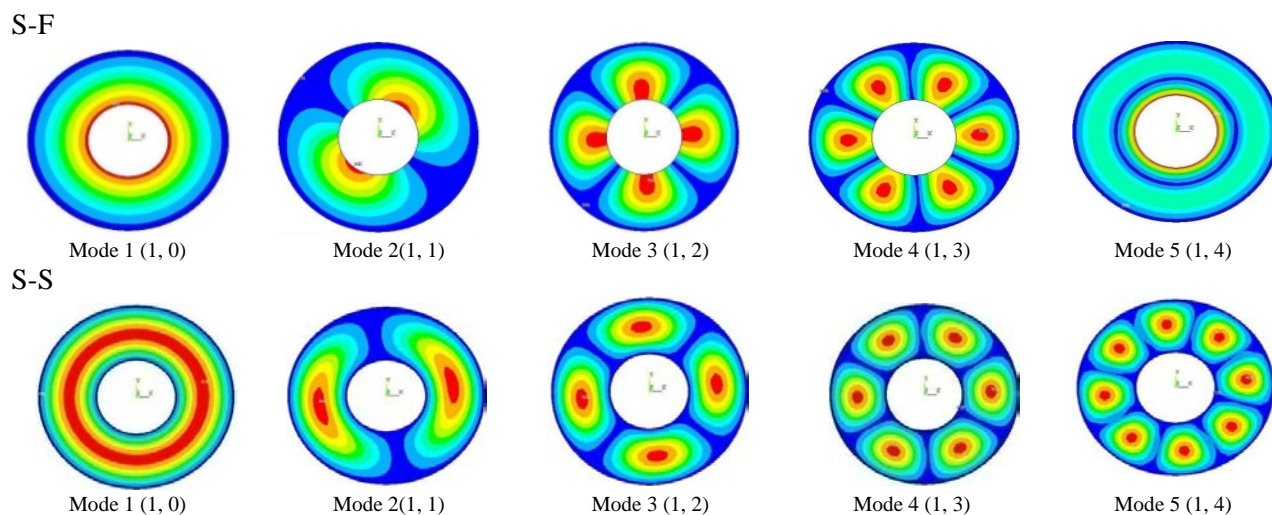 S-F
Mode 1 (1, 0) Mode 2(1, 1) Mode 3 (1, 2) Mode 4 (1, 3) Mode 5 (1, 4)
S-S
Mode 1 (1, 0) Mode 2(1, 1) Mode 3 (1, 2) Mode 4 (1, 3) Mode 5 (1, 4)